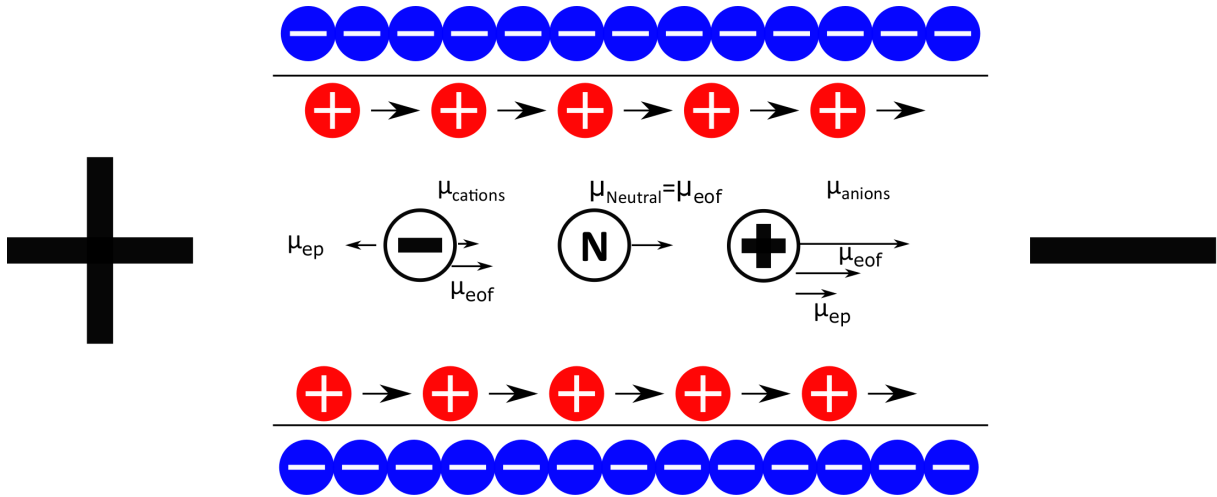 μcations
μNeutral=μeof
μanions
μep
N
μeof
μeof
μep